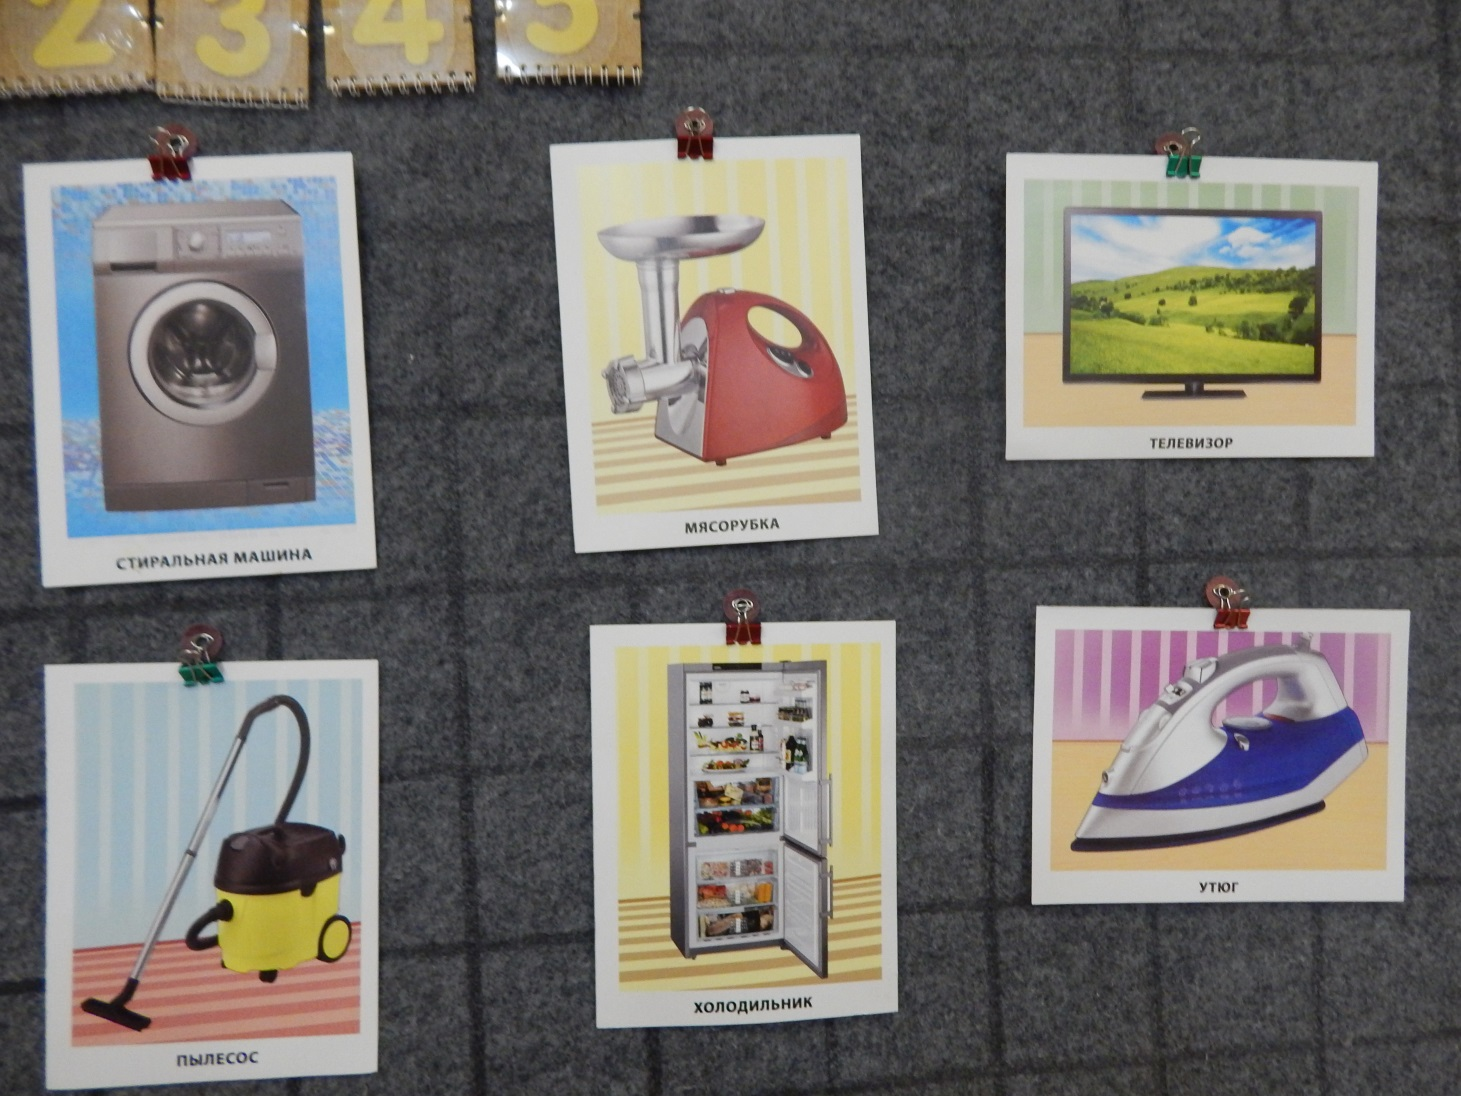 2 3 4 5
СТИРАЛЬНАЯ МАШИНА
МЯСОРУБКА
ТЕЛЕВИЗОР
ПЫЛЕСОС
ХОЛОДИЛЬНИК
УТЮГ